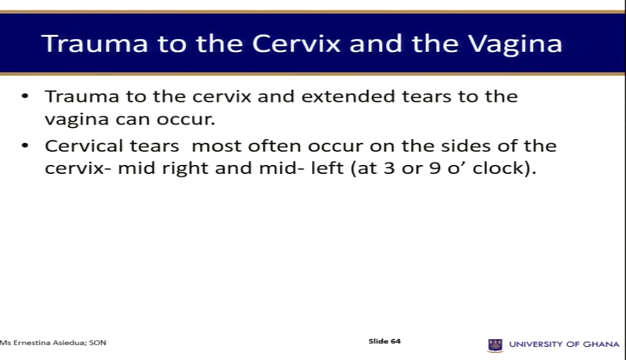 Trauma to the Cervix and the Vagina
• Trauma to the cervix and extended tears to the
vagina can occur.
• Cervical tears most often occur on the sides of the
cervix- mid right and mid- left (at 3 or 9 o’ clock).
Ms Ernestina Asiedua; SON
Slide 64
UNIVERSITY OF GHANA